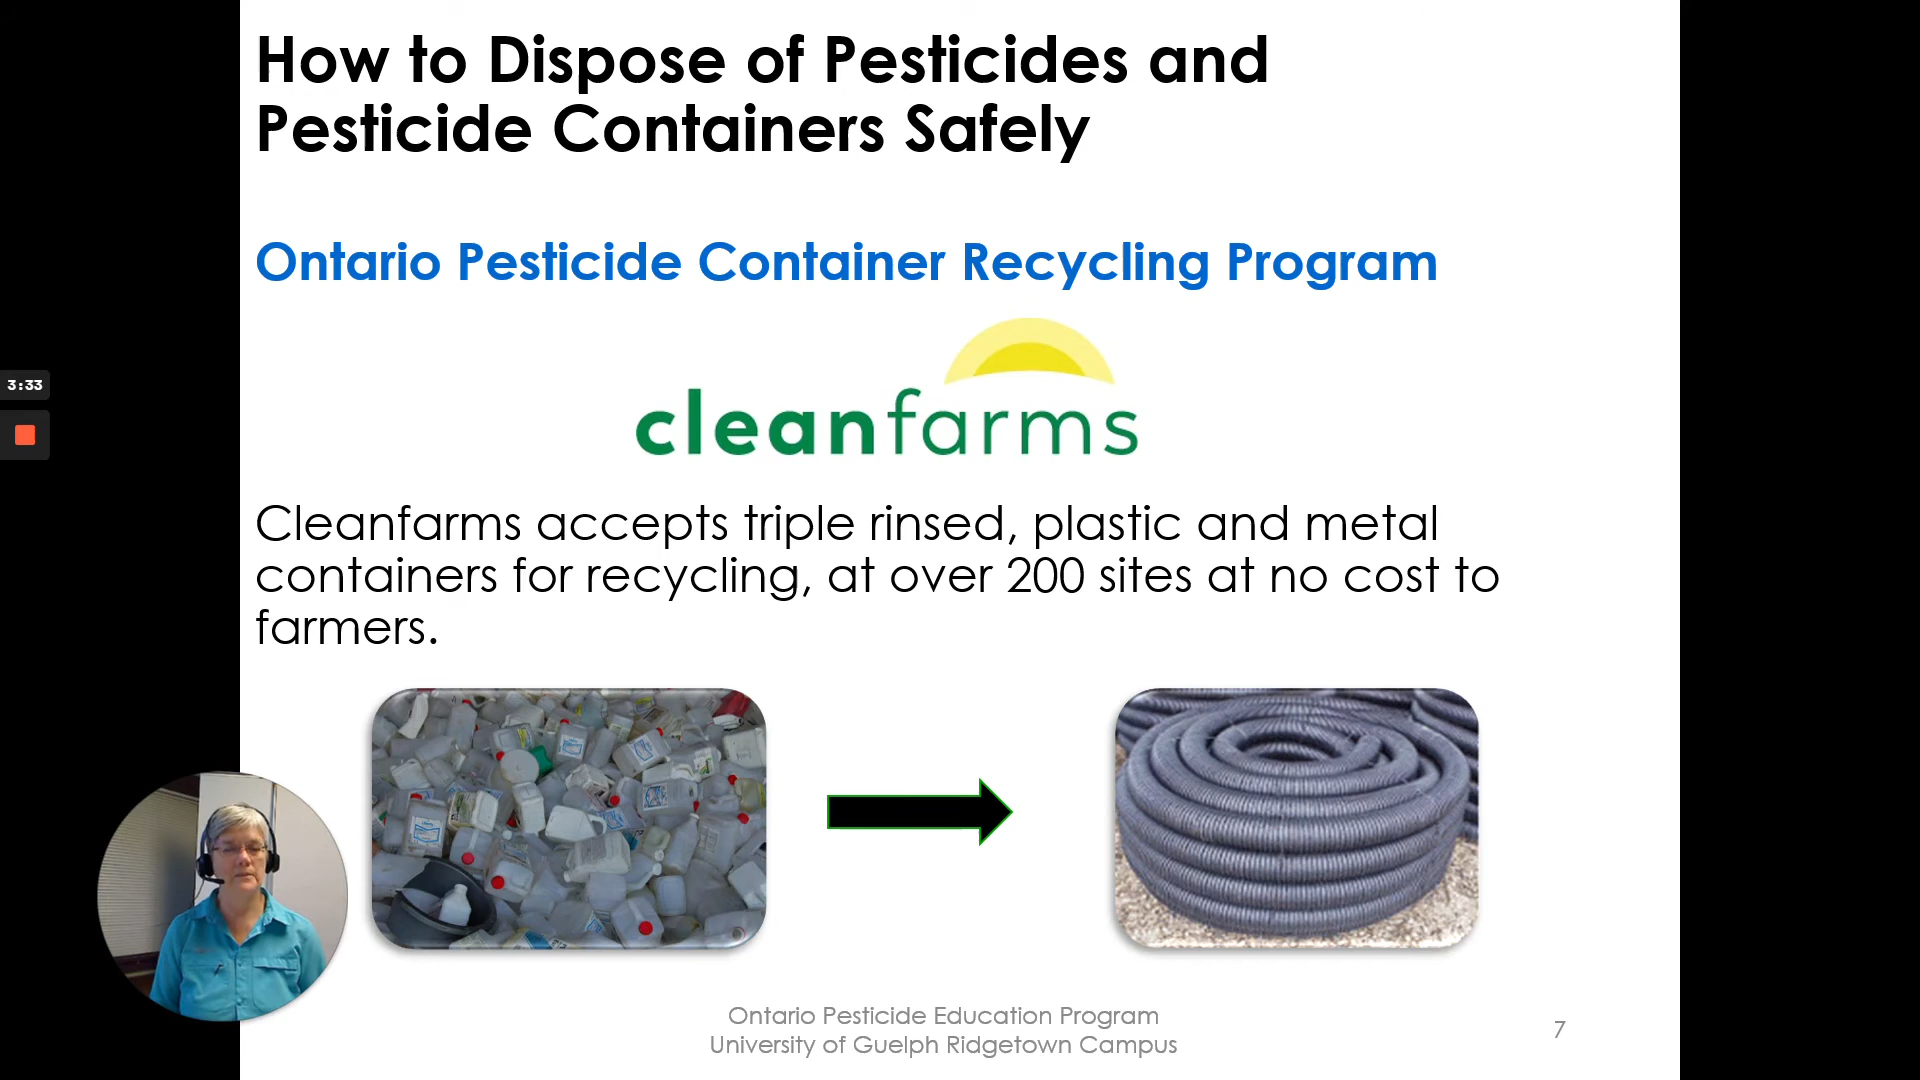 How to Dispose of Pesticides and
Pesticide Containers Safely
Ontario Pesticide Container Recycling Program
cleanfarms
Cleanfarms accepts triple rinsed, plastic and metal
containers for recycling, at over 200 sites at no cost to
farmers.
3:33
Ontario Pesticide Education Program
University of Guelph Ridgetown Campus
7